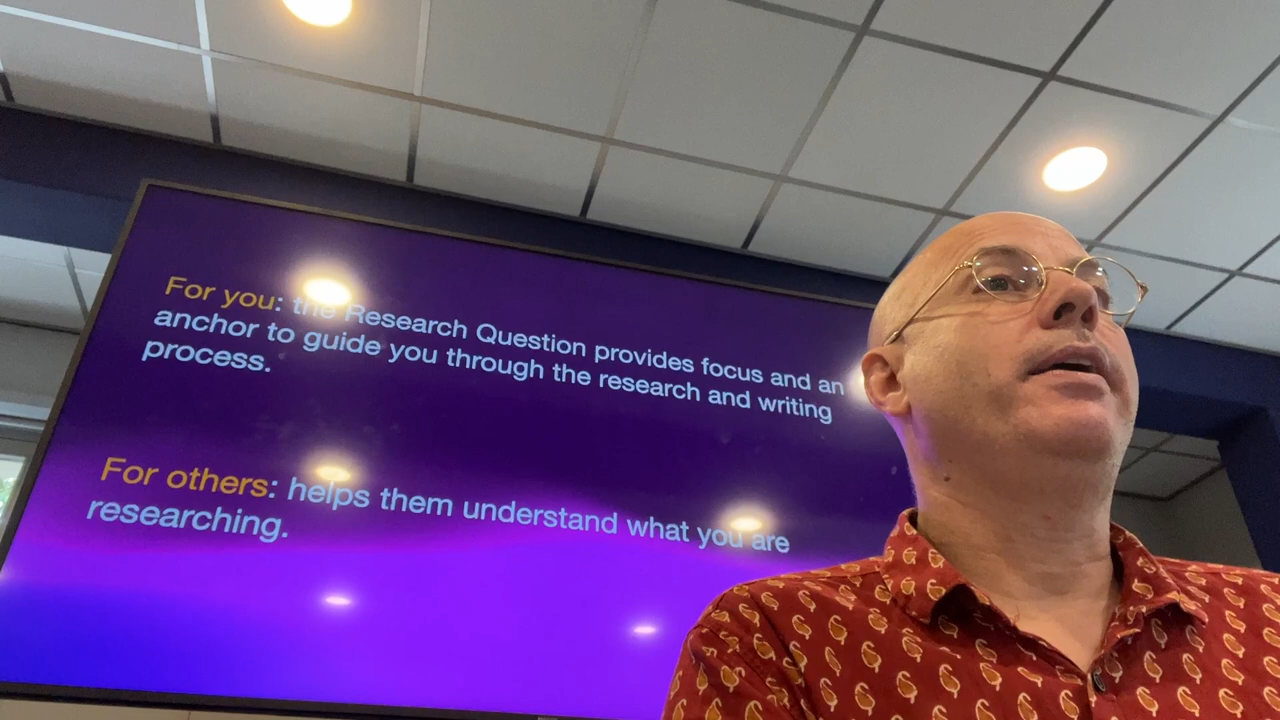 For you: the Research Question provides focus and an
anchor to guide you through the research and writing
process.
For others: helps them understand what you are
researching.